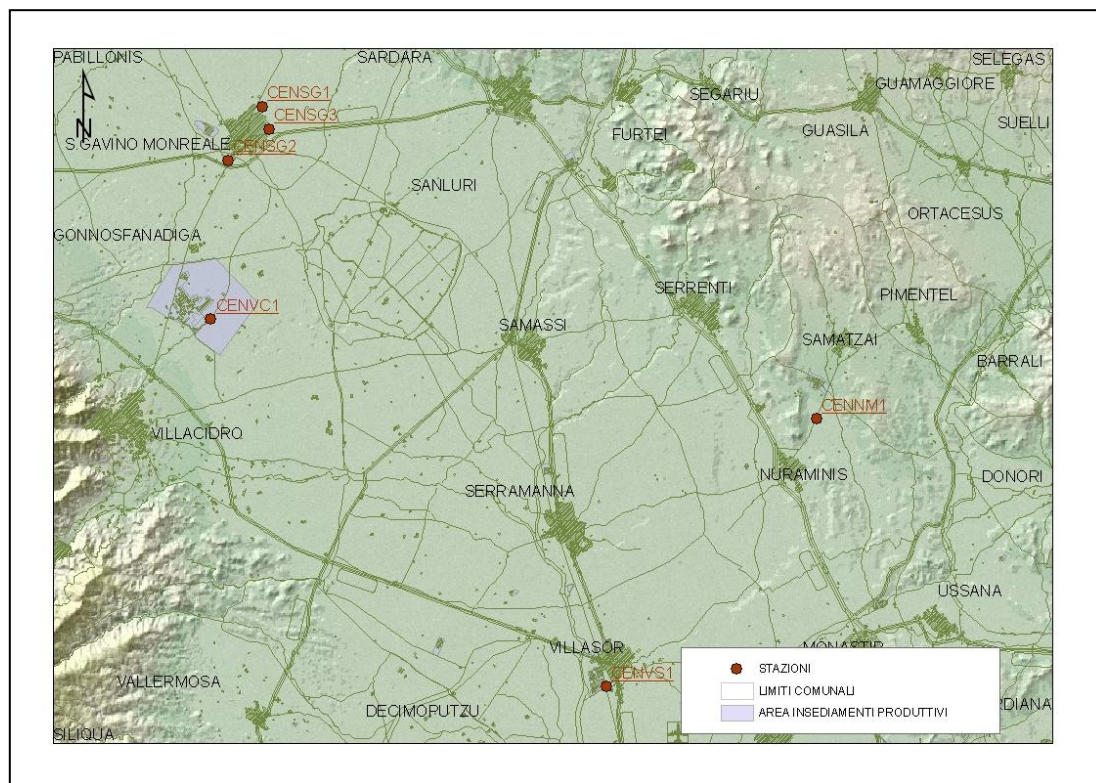 PABILLONIS
SARDARA
SELEGAS
GUAMAGGIORE
SEGARIU
CENSG1
CENSG3
SUELLI
GUASILA
FURTEI
N
S.GAVINO MONREALE
CENSG2
SANLURI
ORTACESUS
GONNOSFANADIGA
SERRENTI
PIMENTEL
CENVC1
SAMASSI
SAMATZAI
BARRALI
CENNM1
VILLACIDRO
NURAMINIS
DONORI
SERRAMANNA
USSANA
VILLASOR
MONASTIR
CENVS1
STAZIONI
VALLERMOSA
LIMITI COMUNALI
DECIMOPUTZU
AREA INSEDIAMENTI PRODUTTIVI
RDIANA
SILIQUA